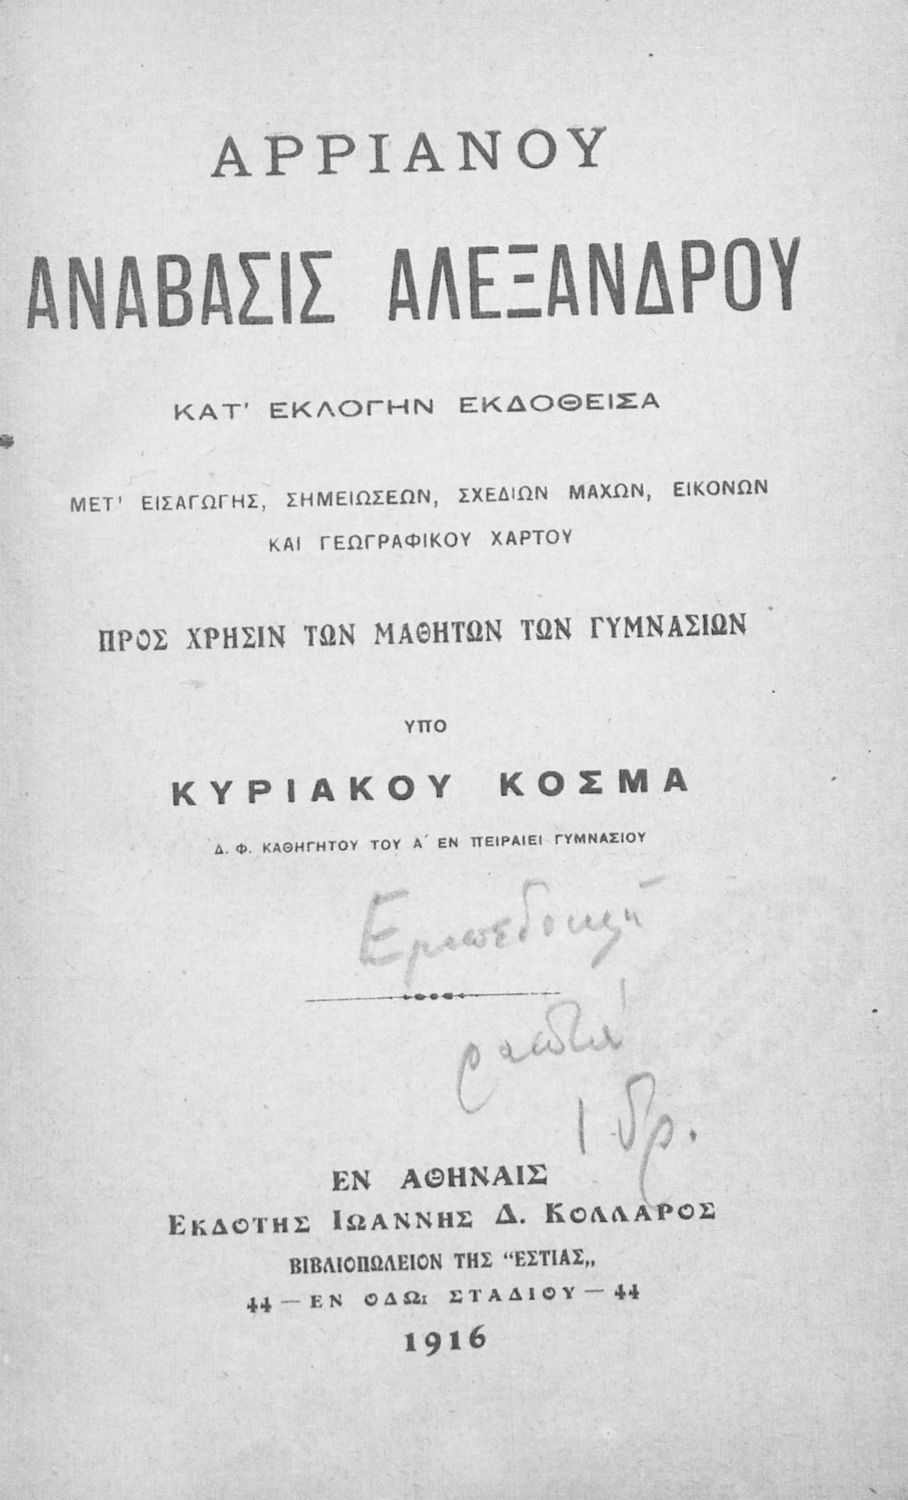 ΑΡΡΙΑΝΟΥ
ΑΝΑΒΑΣΙΣ ΑΛΕΞΑΝΔΡΟΥ
ΚΑΤ' ΕΚΛΟΓΗΝ ΕΚΔΟΘΕΙΣΑ
ΜΕΤ' ΕΙΣΑΓΩΓΗΣ, ΣΗΜΕΙΩΣΕΩΝ, ΣΧΕΔΙΩΝ ΜΑΧΩΝ, ΕΙΚΟΝΩΝ
ΚΑΙ ΓΕΩΓΡΑΦΙΚΟΥ ΧΑΡΤΟΥ
ΠΡΟΣ ΧΡΗΣΙΝ ΤΩΝ ΜΑΘΗΤΩΝ ΤΩΝ ΓΥΜΝΑΣΙΩΝ
ΥΠΟ
ΚΥΡΙΑΚΟΥ ΚΟΣΜΑ
Δ. Φ. ΚΑΘΗΓΗΤΟΥ ΤΟΥ Α΄ ΕΝ ΠΕΙΡΑΙΕΙ ΓΥΜΝΑΣΙΟΥ
1 δρ.
ΕΝ ΑΘΗΝΑΙΣ
ΕΚΔΟΤΗΣ ΙΩΑΝΝΗΣ Δ. ΚΟΛΛΑΡΟΣ
ΒΙΒΛΙΟΠΩΛΕΙΟΝ ΤΗΣ "ΕΣΤΙΑΣ„
44 — ΕΝ ΟΔΩι ΣΤΑΔΙΟΥ — 44
1916